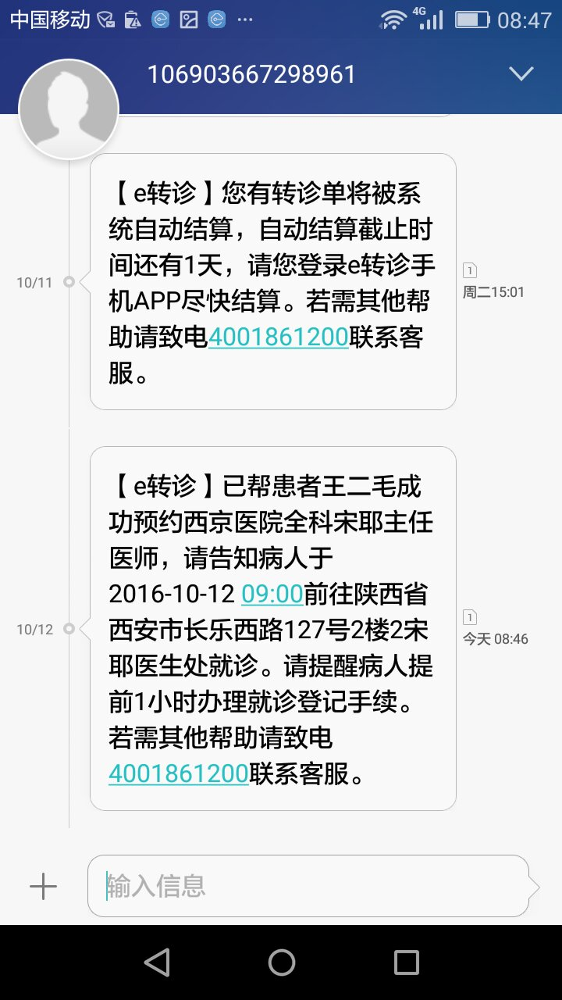 中国移动 4G 08:47
106903667298961
【e转诊】您有转诊单将被系
统自动结算，自动结算截止时
间还有1天，请您登录e转诊手
机APP尽快结算。若需其他帮
助请致电4001861200联系客
服。
10/11
1
周二15:01
【e转诊】已帮患者王二毛成
功预约西京医院全科宋耶主任
医师，请告知病人于
2016-10-12 09:00前往陕西省
西安市长乐西路127号2楼2宋
耶医生处就诊。请提醒病人提
前1小时办理就诊登记手续。
若需其他帮助请致电
4001861200联系客服。
10/12
1
今天 08:46
输入信息